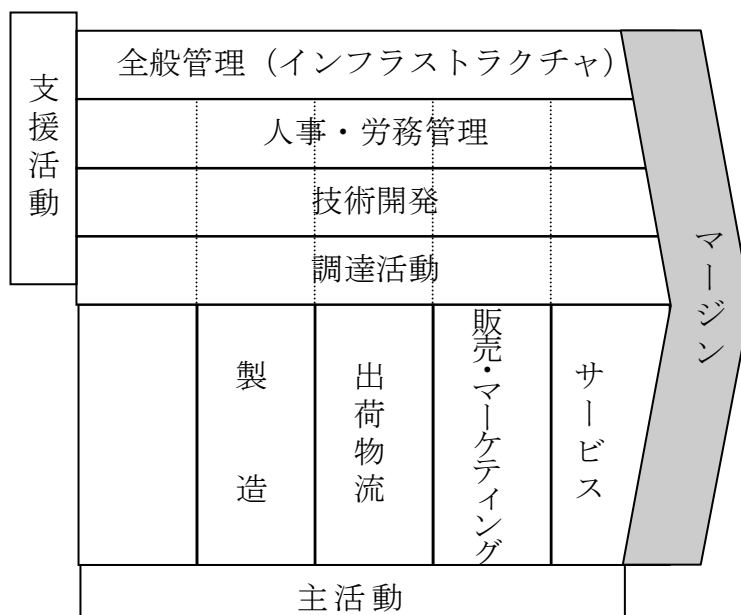 支援活動
全般管理（インフラストラクチャ）
人事・労務管理
技術開発
調達活動
製造
出荷物流
販売・マーケティング
サービス
マージン
主活動